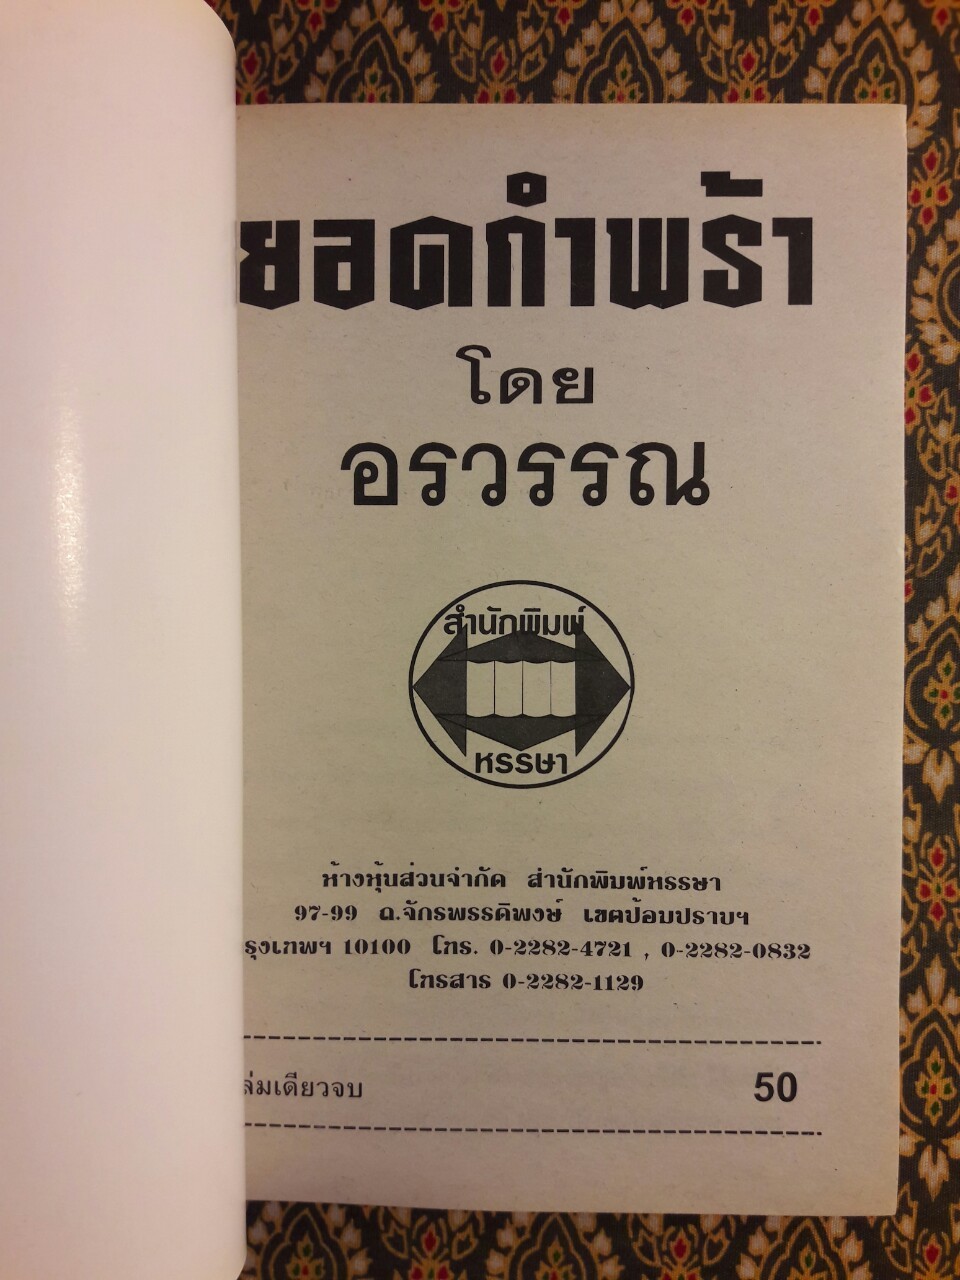 ยอดกำพร้า
โดย
อรวรรณ
สำนักพิมพ์
หรรษา
ห้างหุ้นส่วนจำกัด สำนักพิมพ์หรรษา
97-99 ถ.จักรพรรดิพงษ์ เขตป้อมปราบฯ
รุงเทพฯ 10100 โทร. 0-2282-4721 , 0-2282-0832
โทรสาร 0-2282-1129
ล่มเดียวจบ 50